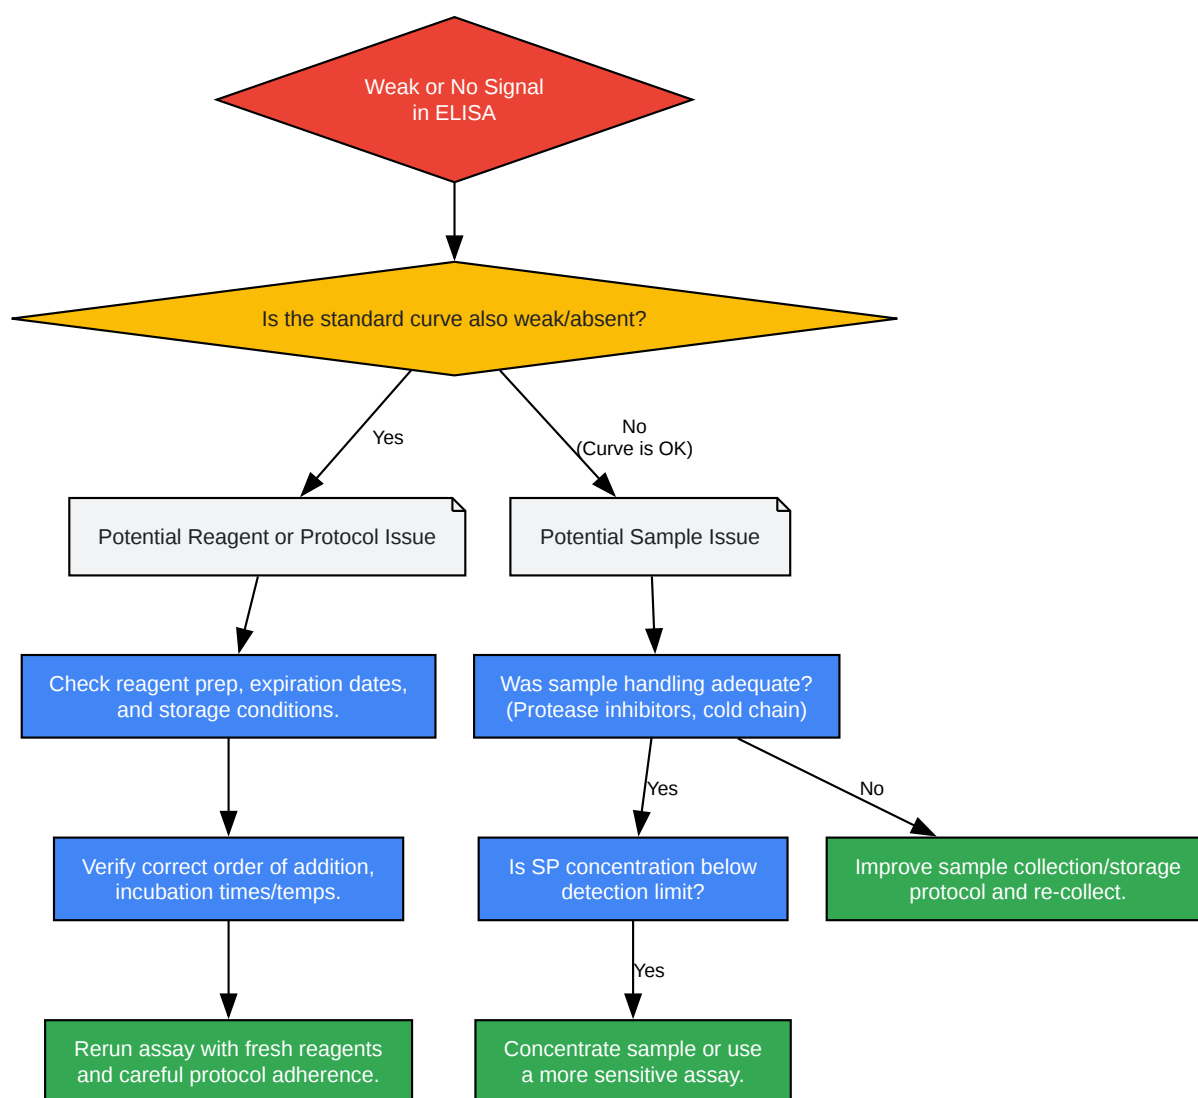 Weak or No Signal
in ELISA
Is the standard curve also weak/absent?
Yes
No
(Curve is OK)
Potential Reagent or Protocol Issue
Potential Sample Issue
Check reagent prep, expiration dates,
and storage conditions.
Was sample handling adequate?
(Protease inhibitors, cold chain)
Yes
No
Verify correct order of addition,
incubation times/temps.
Is SP concentration below
detection limit?
Improve sample collection/storage
protocol and re-collect.
Yes
Rerun assay with fresh reagents
and careful protocol adherence.
Concentrate sample or use
a more sensitive assay.